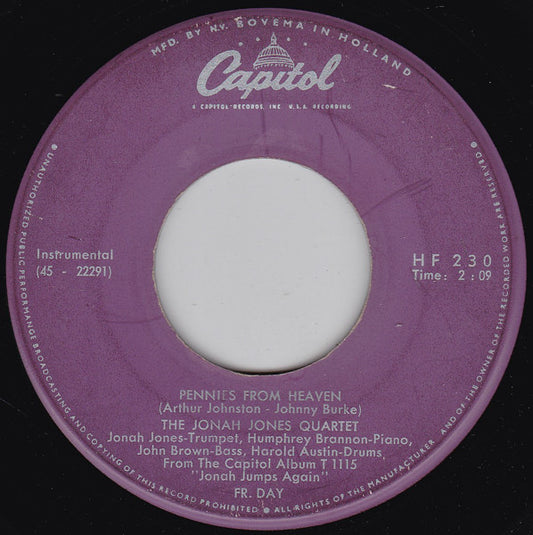 MFD. BY N.V. BOVEMA IN HOLLAND
Capitol
A CAPITOL RECORDS, INC. U.S.A. RECORDING
UNAUTHORIZED PUBLIC PERFORMANCE BROADCASTING AND COPYING OF THIS RECORD PROHIBITED • ALL RIGHTS OF THE MANUFACTURER AND OF THE OWNER OF THE RECORDED WORK ARE RESERVED
Instrumental
(45 - 22291)
HF 230
Time: 2:09
PENNIES FROM HEAVEN
(Arthur Johnston - Johnny Burke)
THE JONAH JONES QUARTET
Jonah Jones-Trumpet, Humphrey Brannon-Piano,
John Brown-Bass, Harold Austin-Drums
From The Capitol Album T 1115
"Jonah Jumps Again"
FR. DAY